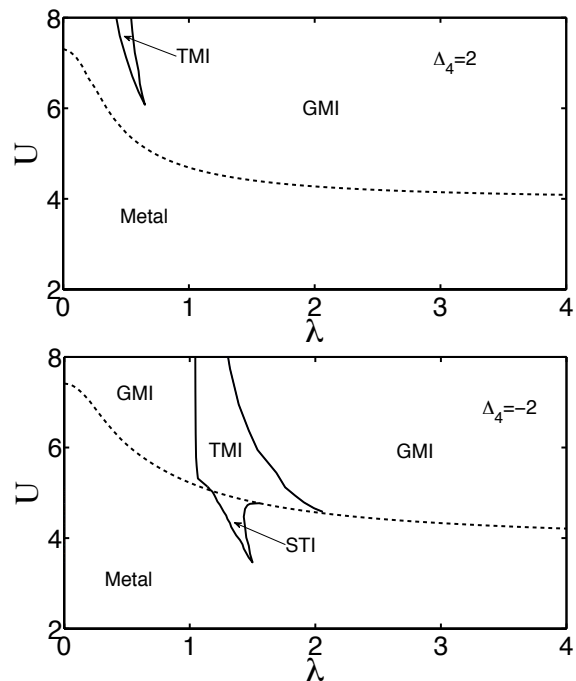 8
TMI
Δ₄=2
6
GMI
U
4
Metal
2
0 1 2 3 4
λ
8
GMI
Δ₄=−2
6
TMI
GMI
U
4
STI
Metal
2
0 1 2 3 4
λ